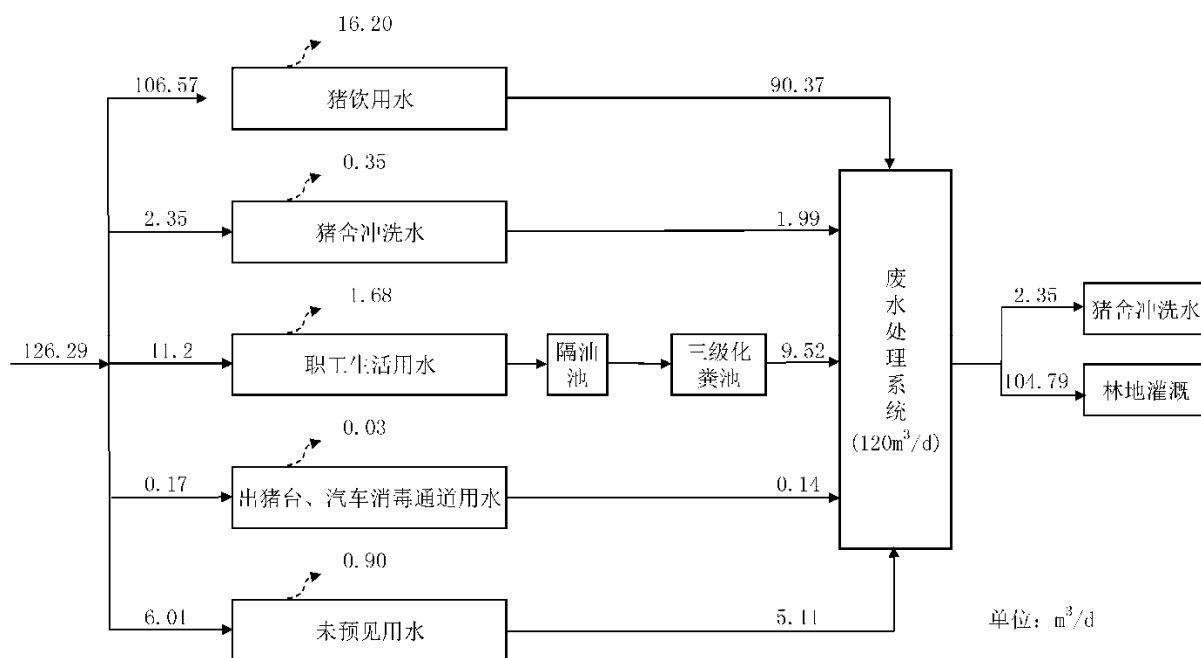 16.20
106.57
猪饮用水
90.37
0.35
2.35
猪舍冲洗水
1.99
1.68
126.29
11.2
职工生活用水
隔油
池
三级化
粪池
9.52
废
水
处
理
系
统
(120m³/d)
2.35
猪舍冲洗水
104.79
林地灌溉
0.03
0.17
出猪台、汽车消毒通道用水
0.14
0.90
6.01
未预见用水
5.11
单位：m³/d